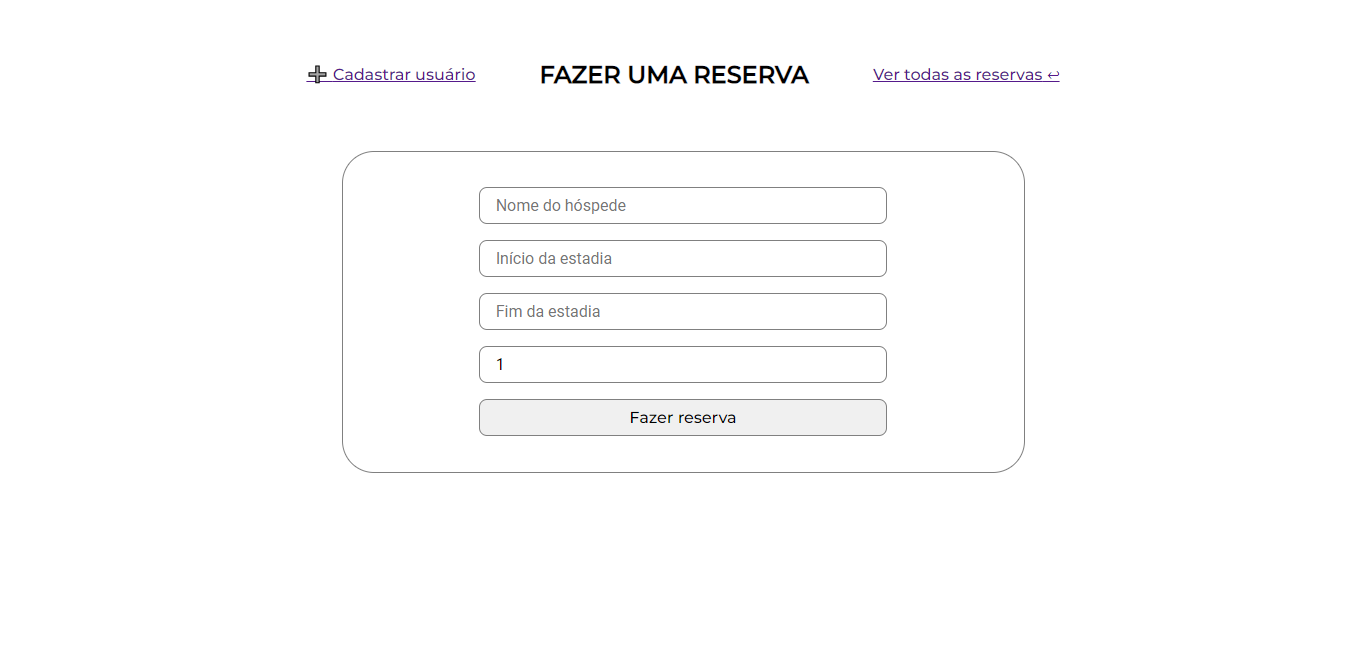 ➕ Cadastrar usuário
FAZER UMA RESERVA
Ver todas as reservas ↩
Nome do hóspede
Início da estadia
Fim da estadia
1
Fazer reserva